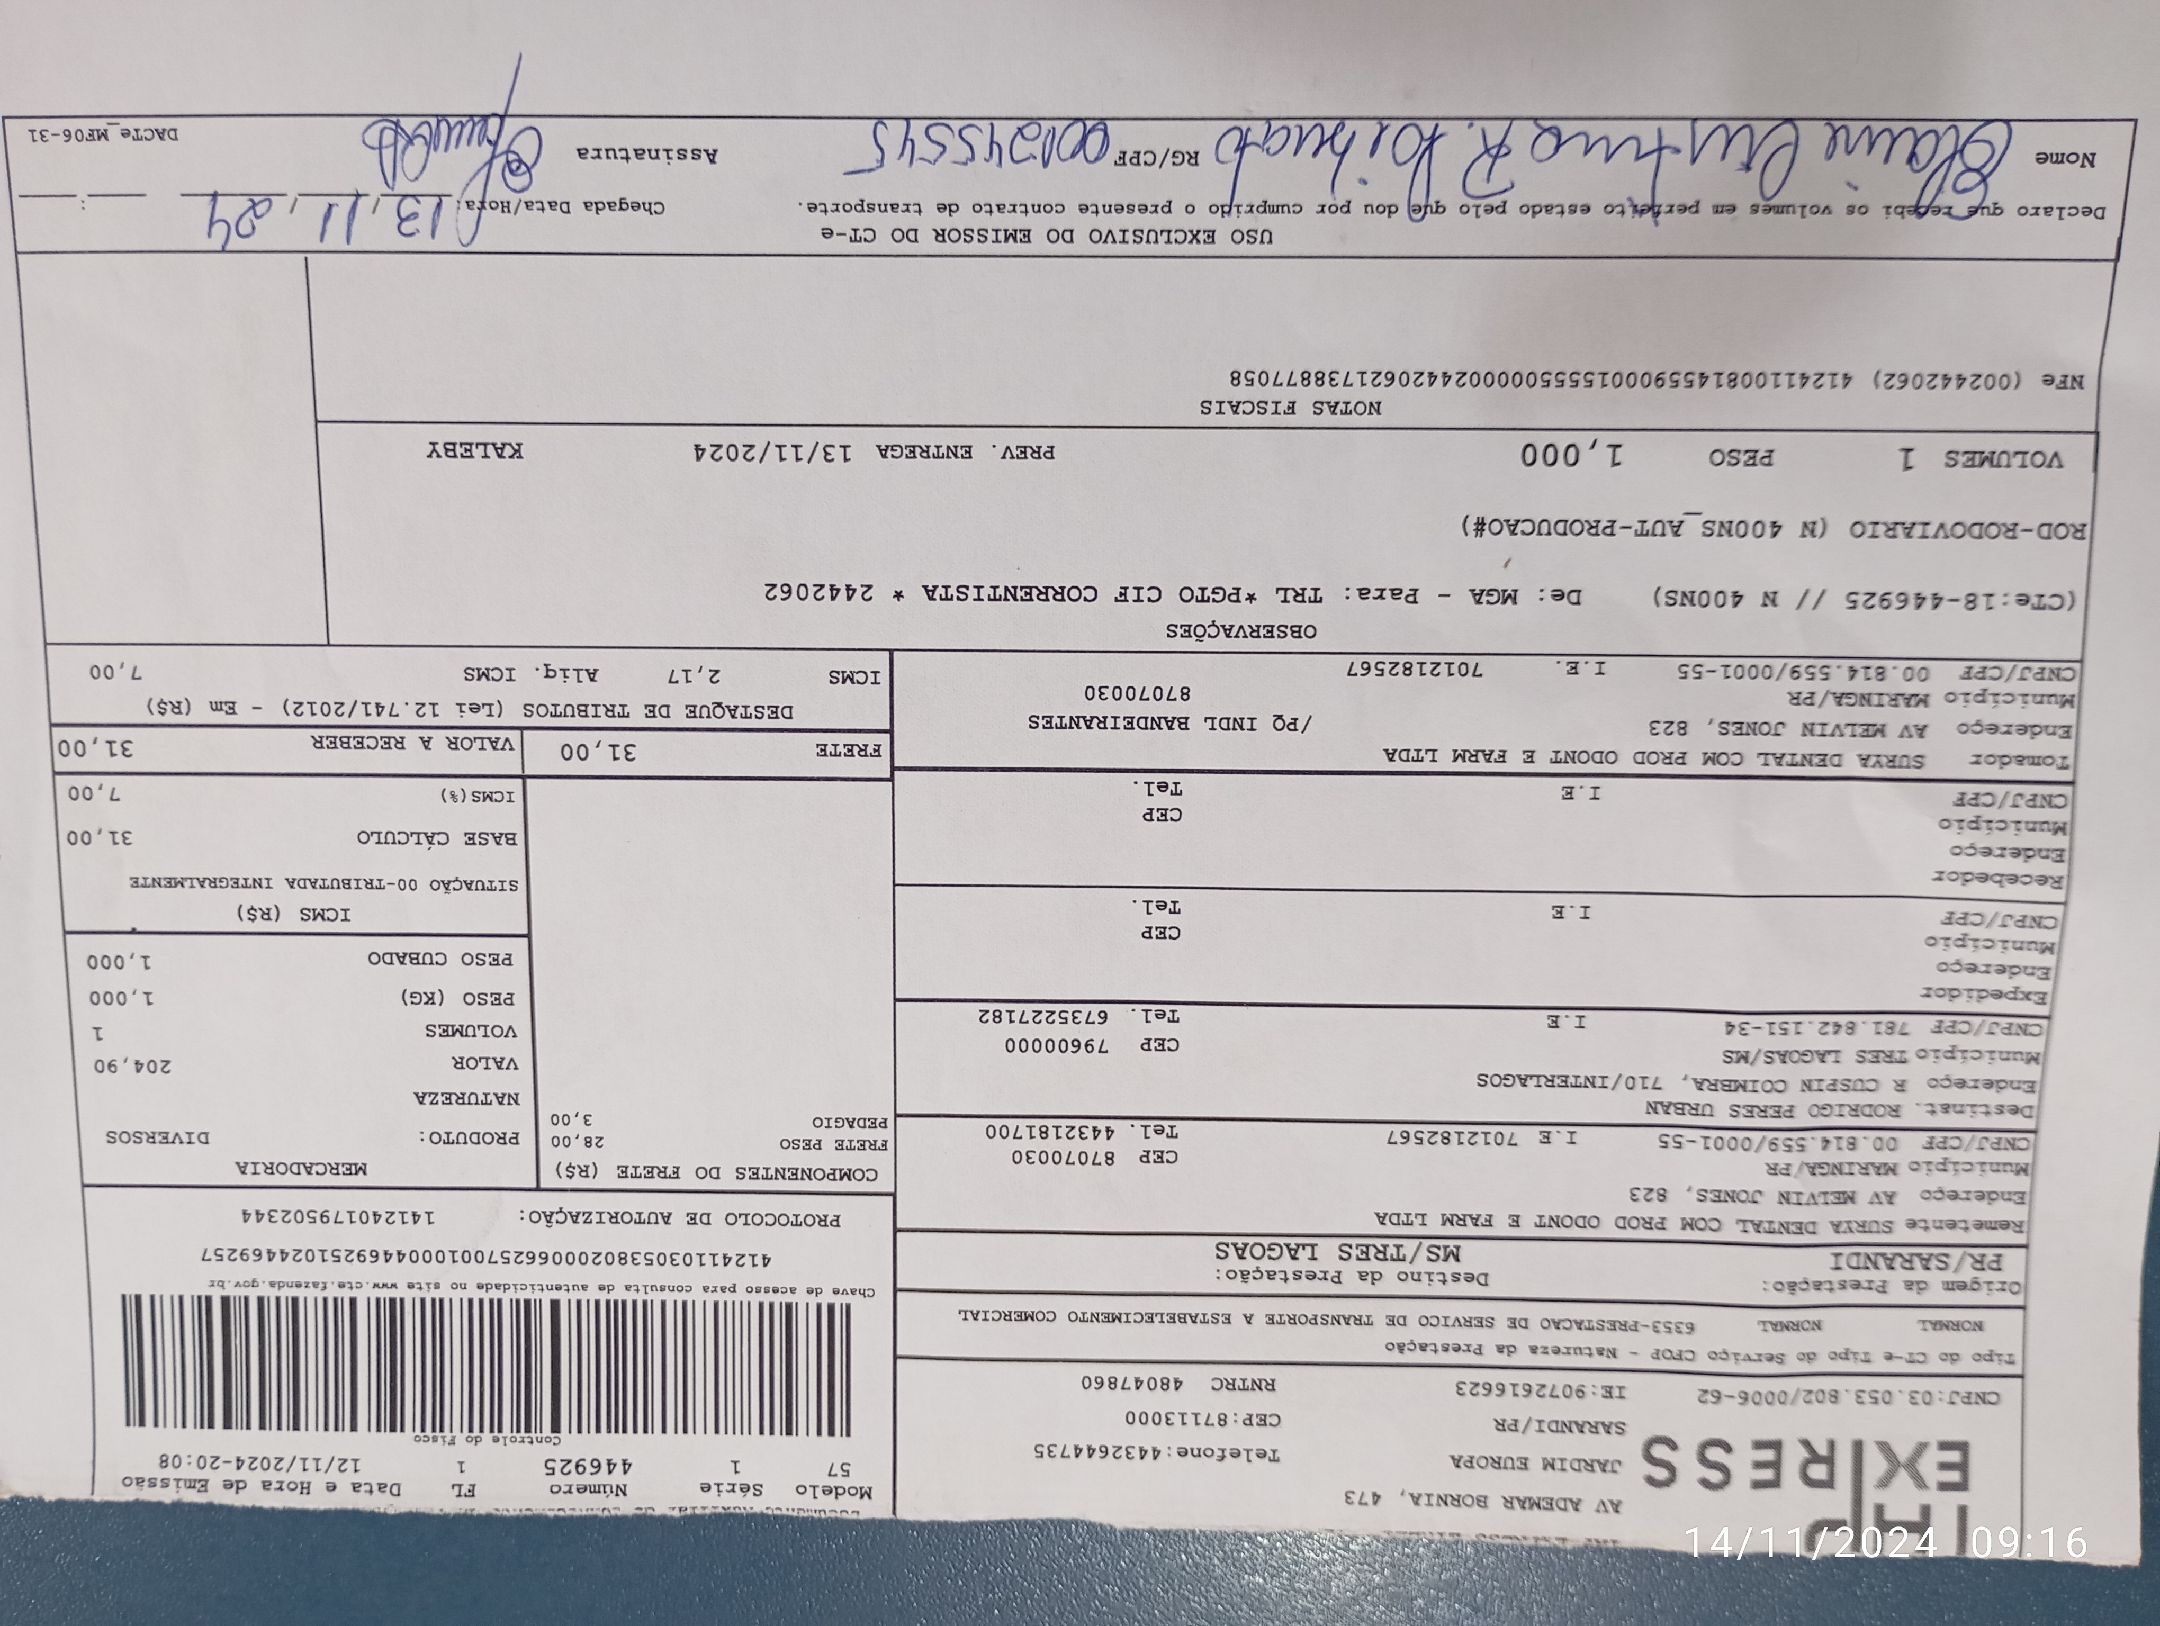 EXPRESS
AV ADEMAR BORNIA, 473
JARDIM EUROPA Telefone:4432644735
SARANDI/PR CEP:87113000
CNPJ:03.053.802/0006-62 IE:9072616623 RNTRC 48047860
Modelo Série Número FL Data e Hora de Emissão
57 1 446925 1 12/11/2024-20:08
Controle do Fisco
Chave de acesso para consulta de autenticidade no site www.cte.fazenda.gov.br
41241103053802000662570010004469251024469257
PROTOCOLO DE AUTORIZAÇÃO: 141240179502344
Tipo do CT-e Tipo do Serviço CFOP - Natureza da Prestação
NORMAL NORMAL 6353-PRESTACAO DE SERVICO DE TRANSPORTE A ESTABELECIMENTO COMERCIAL
Origem da Prestação: Destino da Prestação:
PR/SARANDI MS/TRES LAGOAS
Remetente SURYA DENTAL COM PROD ODONT E FARM LTDA
Endereço AV MELVIN JONES, 823
Município MARINGA/PR CEP 87070030
CNPJ/CPF 00.814.559/0001-55 I.E 7012182567 Tel. 4432181700
Destinat. RODRIGO PERES URBAN
Endereço R CUSPIN COIMBRA, 710/INTERLAGOS
Município TRES LAGOAS/MS CEP 79600000
CNPJ/CPF 781.842.151-34 I.E Tel. 6735227182
Expedidor
Endereço
Município CEP
CNPJ/CPF I.E Tel.
Recebedor
Endereço
Município CEP
CNPJ/CPF I.E Tel.
Tomador SURYA DENTAL COM PROD ODONT E FARM LTDA
Endereço AV MELVIN JONES, 823 /PQ INDL BANDEIRANTES
Município MARINGA/PR 87070030
CNPJ/CPF 00.814.559/0001-55 I.E. 7012182567
COMPONENTES DO FRETE (R$)
FRETE PESO 28,00
PEDAGIO 3,00
MERCADORIA
PRODUTO: DIVERSOS
NATUREZA
VALOR 204,90
VOLUMES 1
PESO (KG) 1,000
PESO CUBADO 1,000
ICMS (R$)
SITUAÇÃO 00-TRIBUTADA INTEGRALMENTE
BASE CÁLCULO 31,00
ICMS(%) 7,00
FRETE 31,00 VALOR A RECEBER 31,00
DESTAQUE DE TRIBUTOS (Lei 12.741/2012) - Em (R$)
ICMS 2,17 Aliq. ICMS 7,00
OBSERVAÇÕES
(CTe:18-446925 // N 400NS) De: MGA - Para: TRL *PGTO CIF CORRENTISTA * 2442062
ROD-RODOVIARIO (N 400NS_AUT-PRODUCAO#)
VOLUMES 1 PESO 1,000 PREV. ENTREGA 13/11/2024 KALEBY
NOTAS FISCAIS
NFe (002442062) 41241100814559000155550000024420621738877058
USO EXCLUSIVO DO EMISSOR DO CT-e
Declaro que recebi os volumes em perfeito estado pelo que dou por cumprido o presente contrato de transporte. Chegada Data/Hora: 13, 11, 24 :
Nome Elaine Cristina R. RG/CPF 001245545 Assinatura
DACTe_MF06-31
14/11/2024 09:16